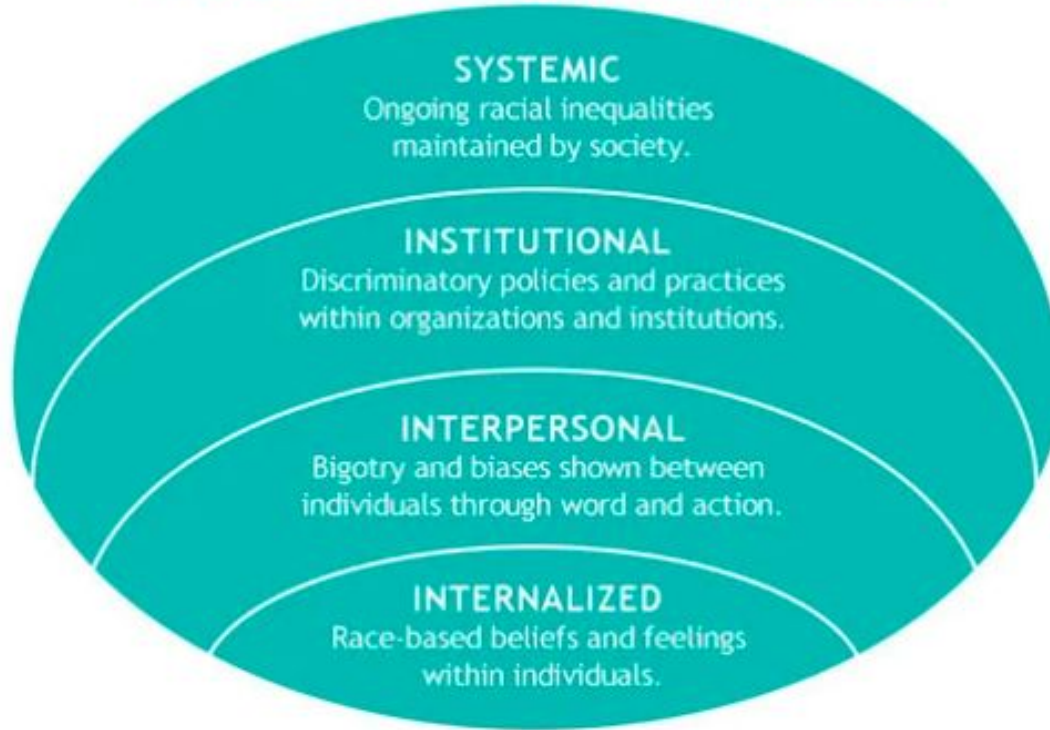 SYSTEMIC
Ongoing racial inequalities
maintained by society.
INSTITUTIONAL
Discriminatory policies and practices
within organizations and institutions.
INTERPERSONAL
Bigotry and biases shown between
individuals through word and action.
INTERNALIZED
Race-based beliefs and feelings
within individuals.